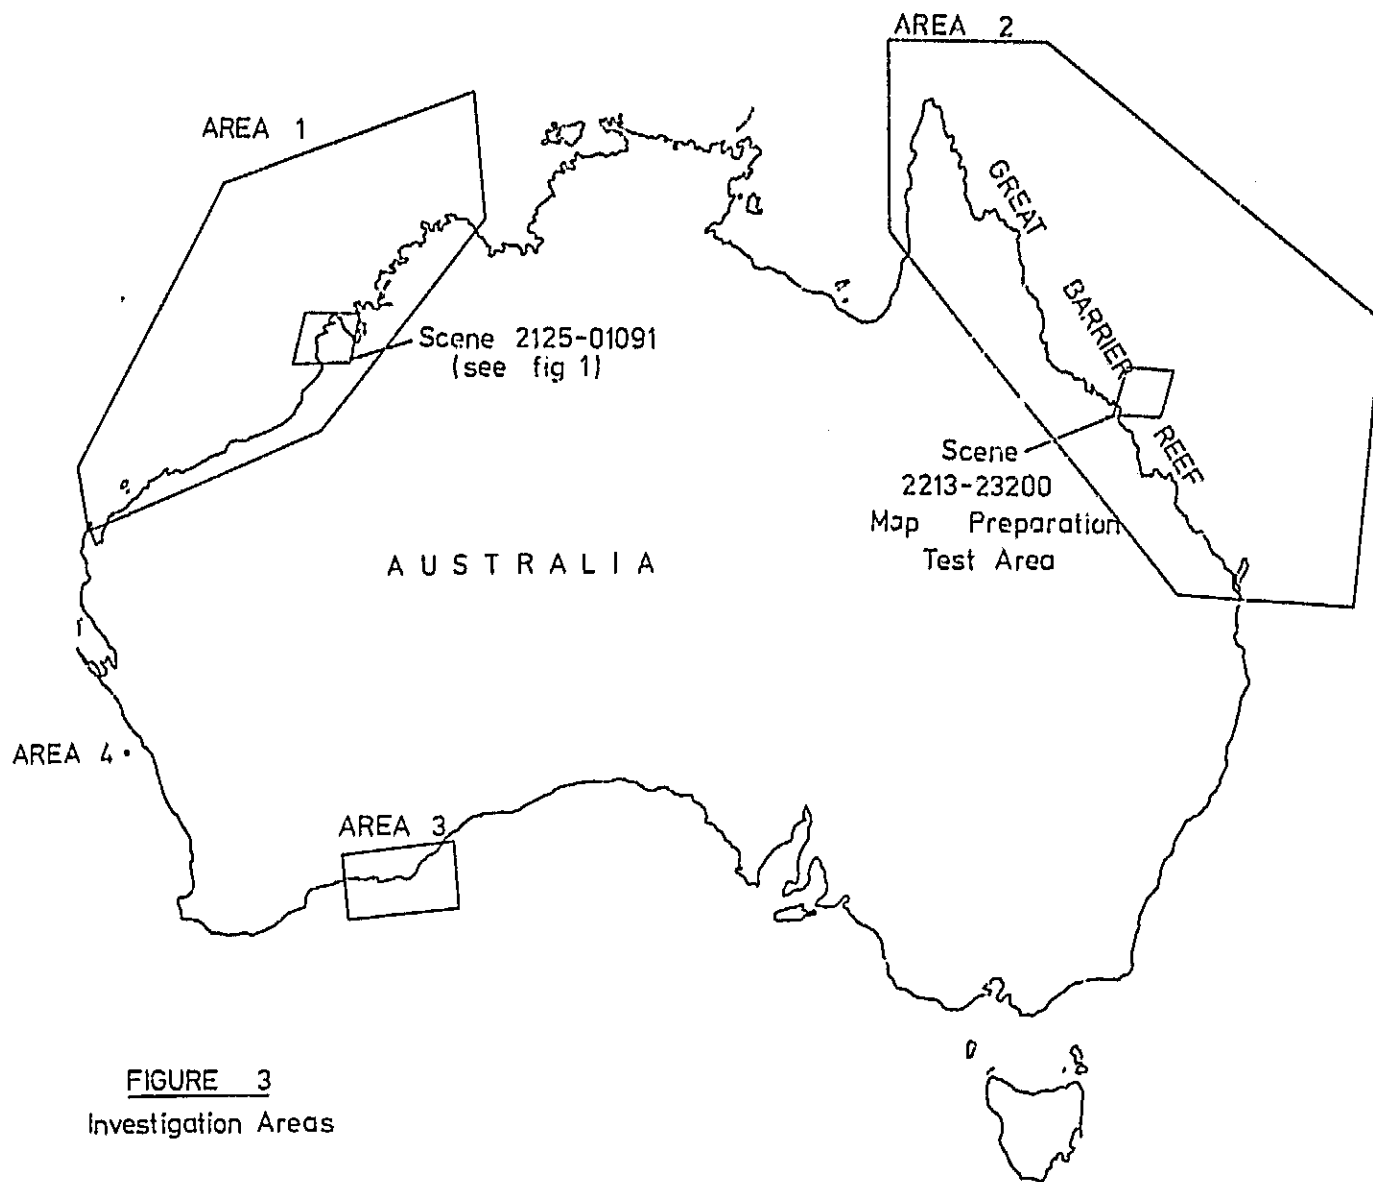 AREA 2
AREA 1
GREAT
BARRIER
REEF
Scene 2125-01091
(see fig 1)
Scene
2213-23200
Map Preparation
Test Area
AUSTRALIA
AREA 4
AREA 3
FIGURE 3
Investigation Areas